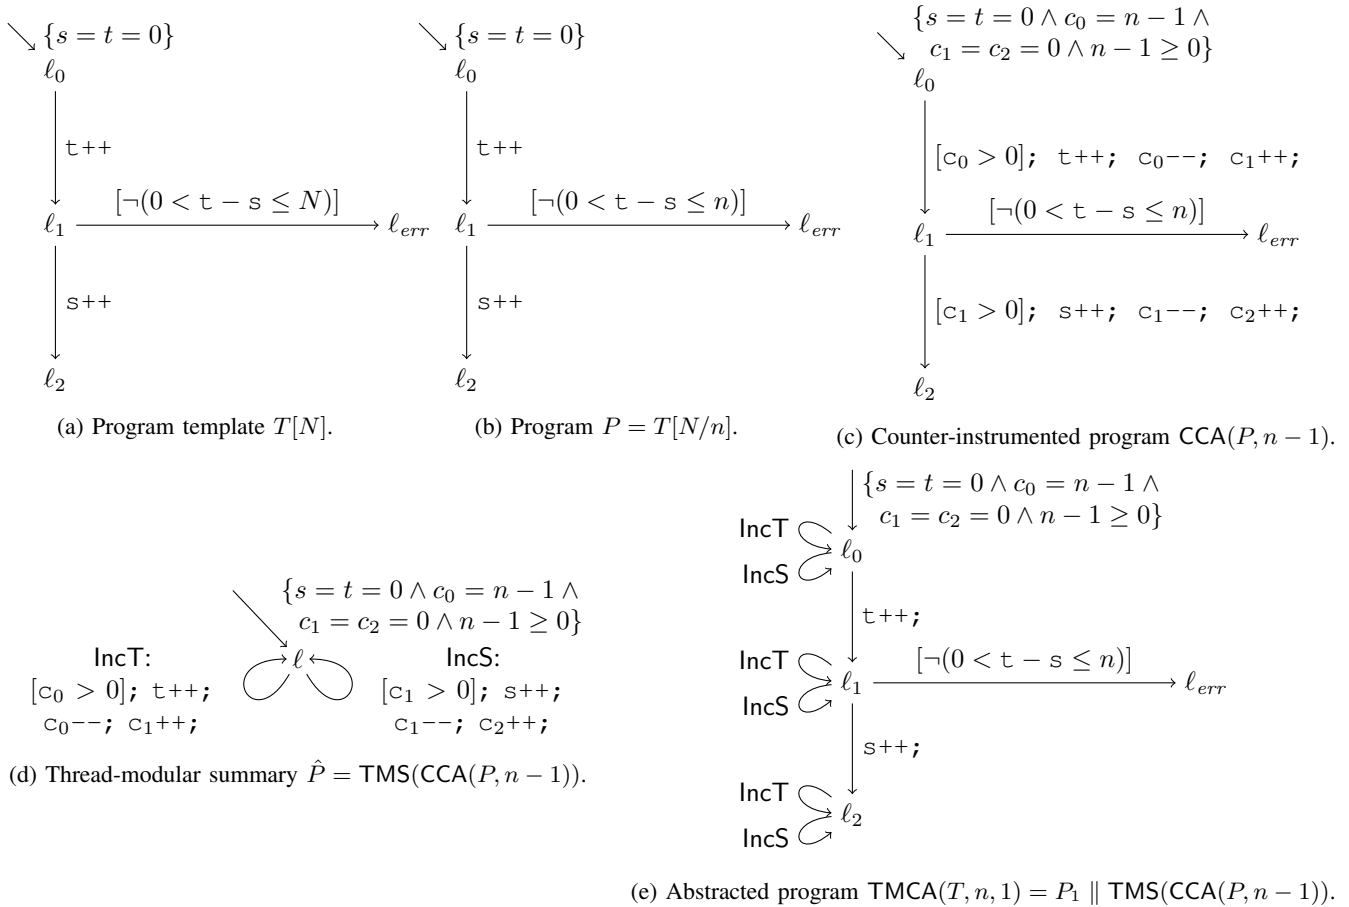 {s = t = 0}
ℓ0
t++
[¬(0 < t − s ≤ N)]
ℓ1
ℓerr
s++
ℓ2
(a) Program template T[N].
{s = t = 0}
ℓ0
t++
[¬(0 < t − s ≤ n)]
ℓ1
ℓerr
s++
ℓ2
(b) Program P = T[N/n].
{s = t = 0 ∧ c0 = n − 1 ∧
c1 = c2 = 0 ∧ n − 1 ≥ 0}
ℓ0
[c0 > 0]; t++; c0--; c1++;
[¬(0 < t − s ≤ n)]
ℓ1
ℓerr
[c1 > 0]; s++; c1--; c2++;
ℓ2
(c) Counter-instrumented program CCA(P, n − 1).
{s = t = 0 ∧ c0 = n − 1 ∧
c1 = c2 = 0 ∧ n − 1 ≥ 0}
IncT:
ℓ
IncS:
[c0 > 0]; t++;
c0--; c1++;
[c1 > 0]; s++;
c1--; c2++;
(d) Thread-modular summary P̂ = TMS(CCA(P, n − 1)).
{s = t = 0 ∧ c0 = n − 1 ∧
c1 = c2 = 0 ∧ n − 1 ≥ 0}
IncT
ℓ0
IncS
t++;
IncT
[¬(0 < t − s ≤ n)]
ℓ1
ℓerr
IncS
s++;
IncT
ℓ2
IncS
(e) Abstracted program TMCA(T, n, 1) = P1 ∥ TMS(CCA(P, n − 1)).